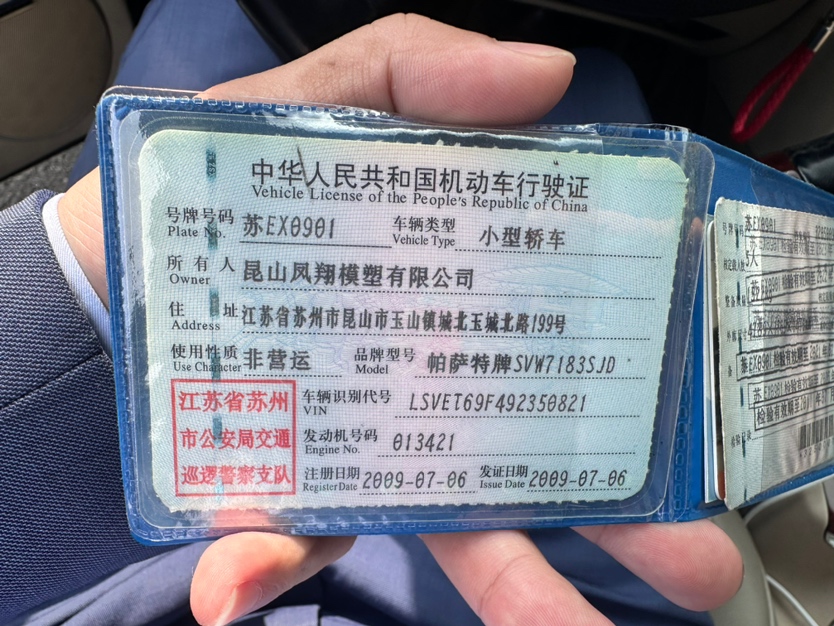 中华人民共和国机动车行驶证
Vehicle License of the People's Republic of China
号牌号码 苏EX0901 车辆类型 小型轿车
Plate No. Vehicle Type
所有人 昆山凤翔模塑有限公司
Owner
住址 江苏省苏州市昆山市玉山镇城北玉城北路199号
Address
使用性质 非营运 品牌型号 帕萨特牌SVW7183SJD
Use Character Model
江苏省苏州
市公安局交通
巡逻警察支队
车辆识别代号 LSVET69F492350821
VIN
发动机号码 013421
Engine No.
注册日期 2009-07-06 发证日期 2009-07-06
Register Date Issue Date
苏EX0901